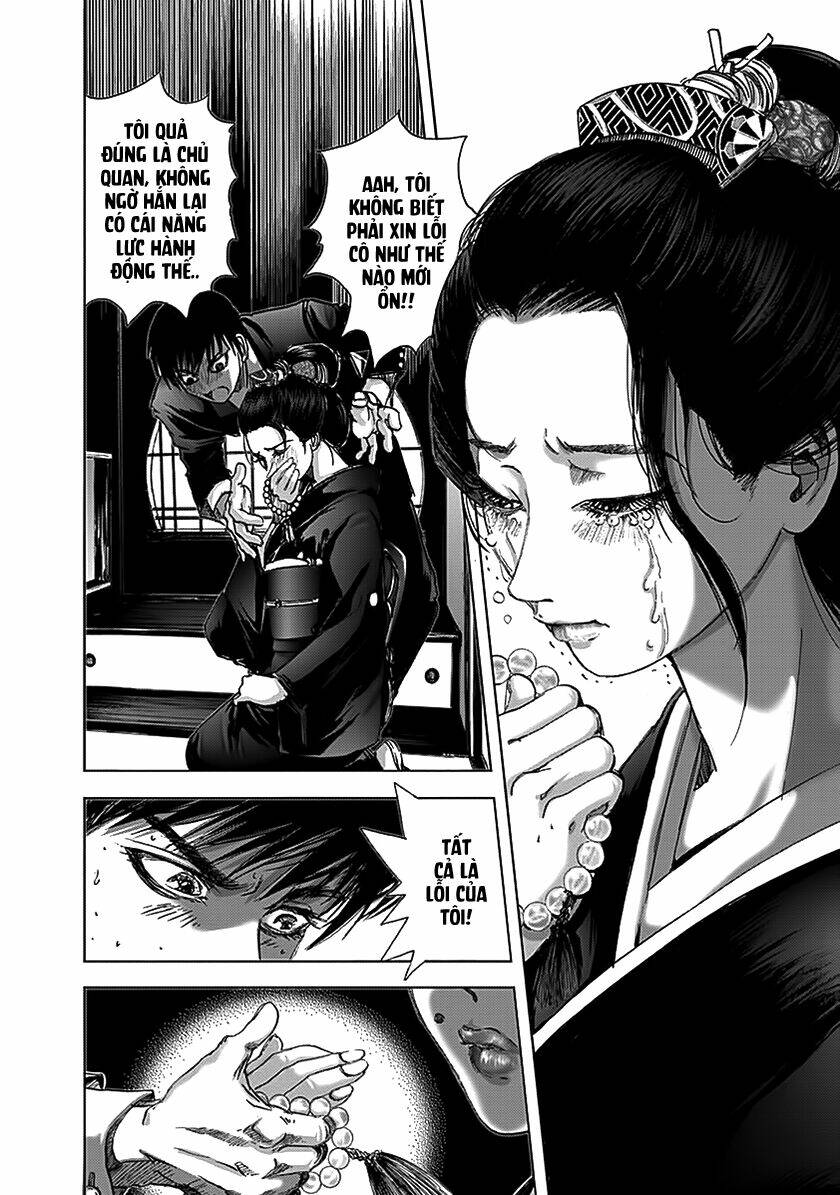 AAH, TÔI
KHÔNG BIẾT
PHẢI XIN LỖI
CÔ NHƯ THẾ
NÀO MỚI
ỔN!!
TÔI QUẢ
ĐÚNG LÀ CHỦ
QUAN, KHÔNG
NGỜ HẮN LẠI
CÓ CÁI NĂNG
LỰC HÀNH
ĐỘNG THẾ..
TẤT
CẢ LÀ
LỖI CỦA
TÔI!